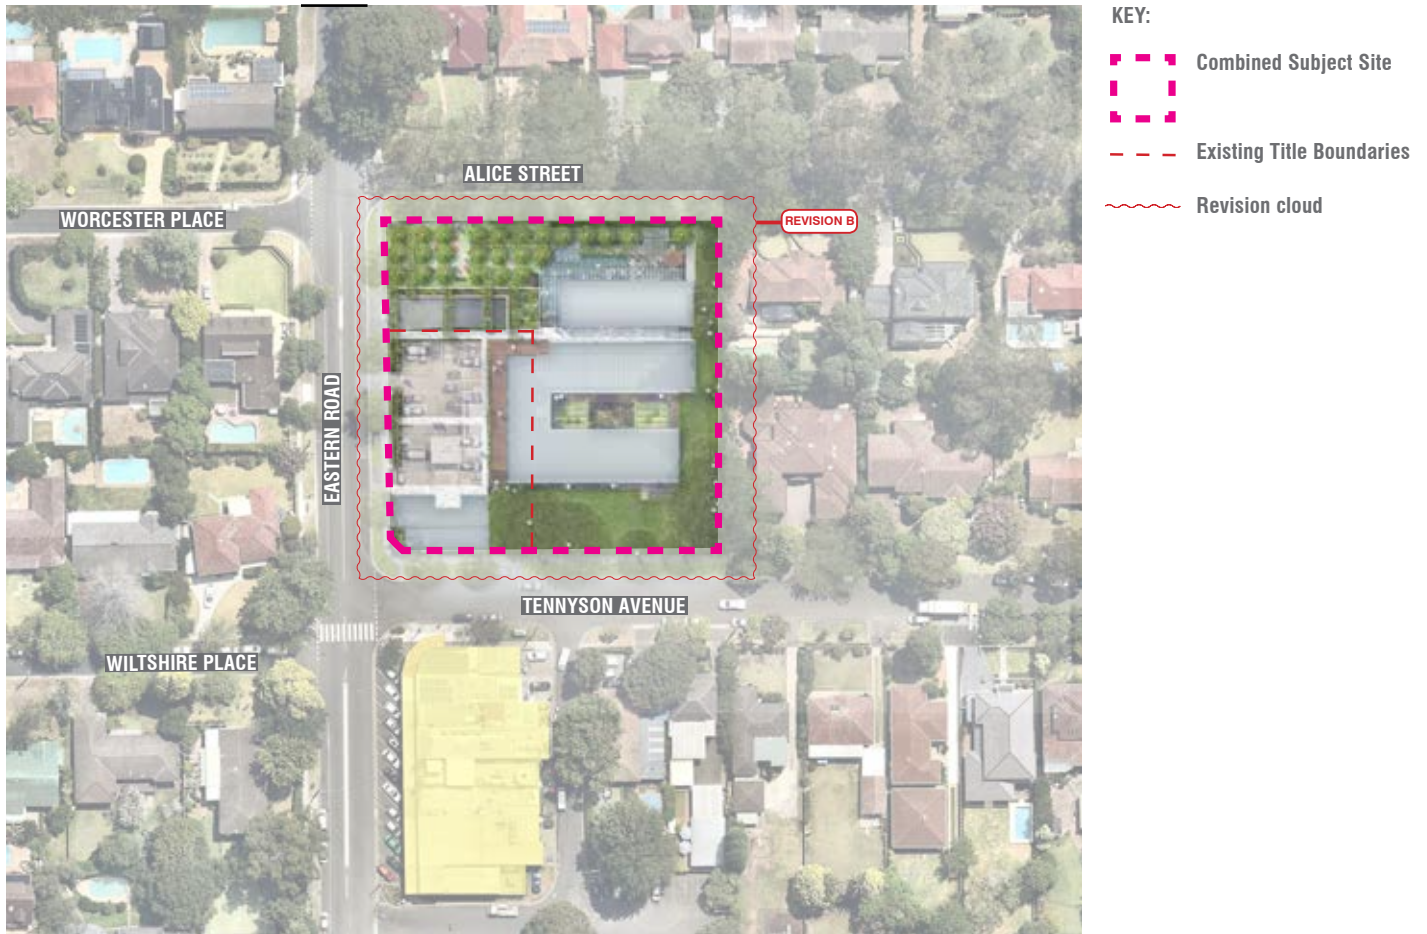 KEY:
Combined Subject Site
Existing Title Boundaries
Revision cloud
ALICE STREET
WORCESTER PLACE
REVISION B
EASTERN ROAD
TENNYSON AVENUE
WILTSHIRE PLACE